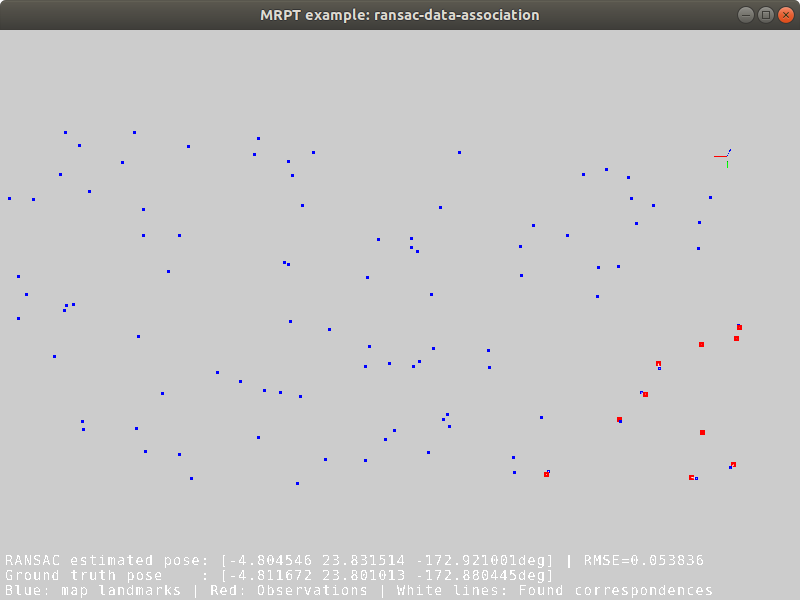 MRPT example: ransac-data-association
RANSAC estimated pose: [-4.804546 23.831514 -172.921001deg] | RMSE=0.053836
Ground truth pose    : [-4.811672 23.801013 -172.880445deg]
Blue: map landmarks | Red: Observations | White lines: Found correspondences